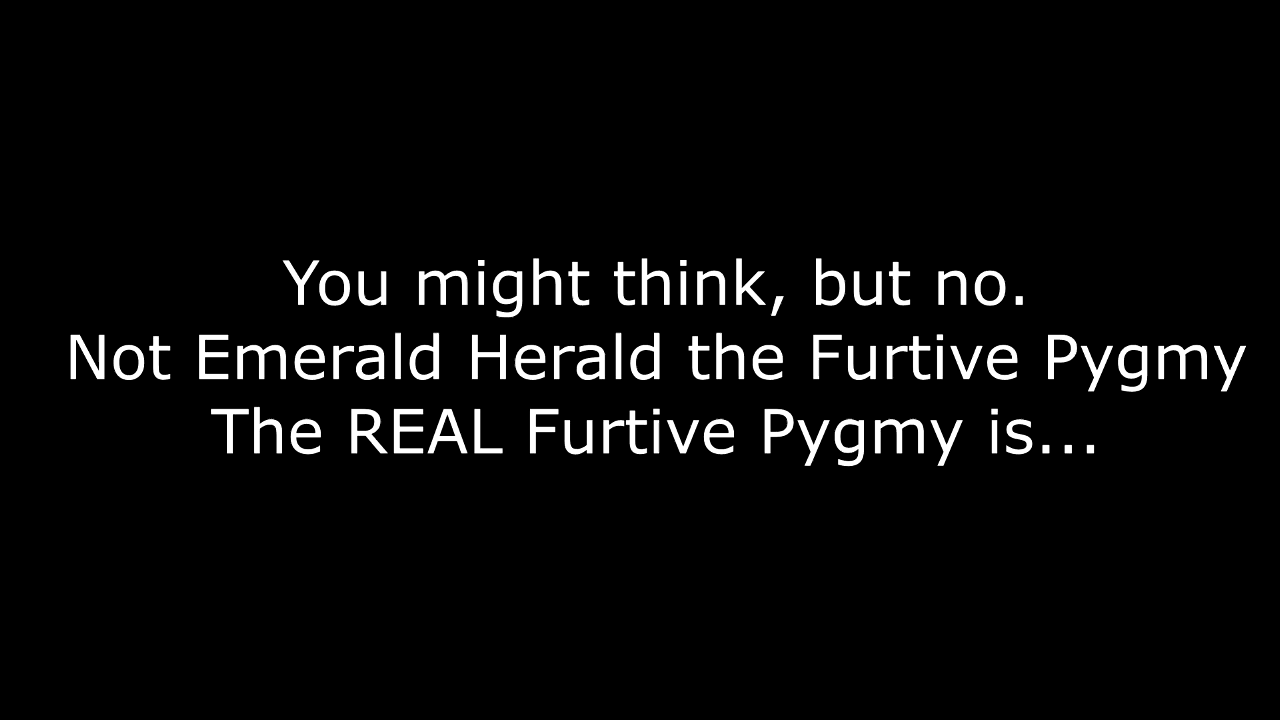 You might think, but no.
Not Emerald Herald the Furtive Pygmy
The REAL Furtive Pygmy is...